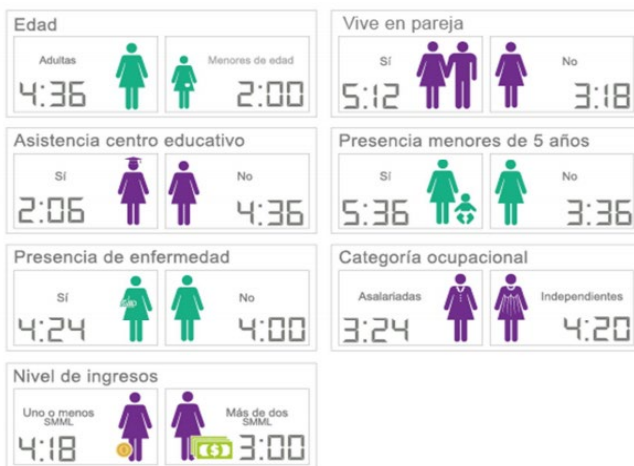 Edad
Adultas
4:36
Menores de edad
2:00
Vive en pareja
Sí
5:12
No
3:18
Asistencia centro educativo
Sí
2:06
No
4:36
Presencia menores de 5 años
Sí
5:36
No
3:36
Presencia de enfermedad
Sí
4:24
No
4:00
Categoría ocupacional
Asalariadas
3:24
Independientes
4:20
Nivel de ingresos
Uno o menos
SMML
4:18
Más de dos
SMML
$
3:00